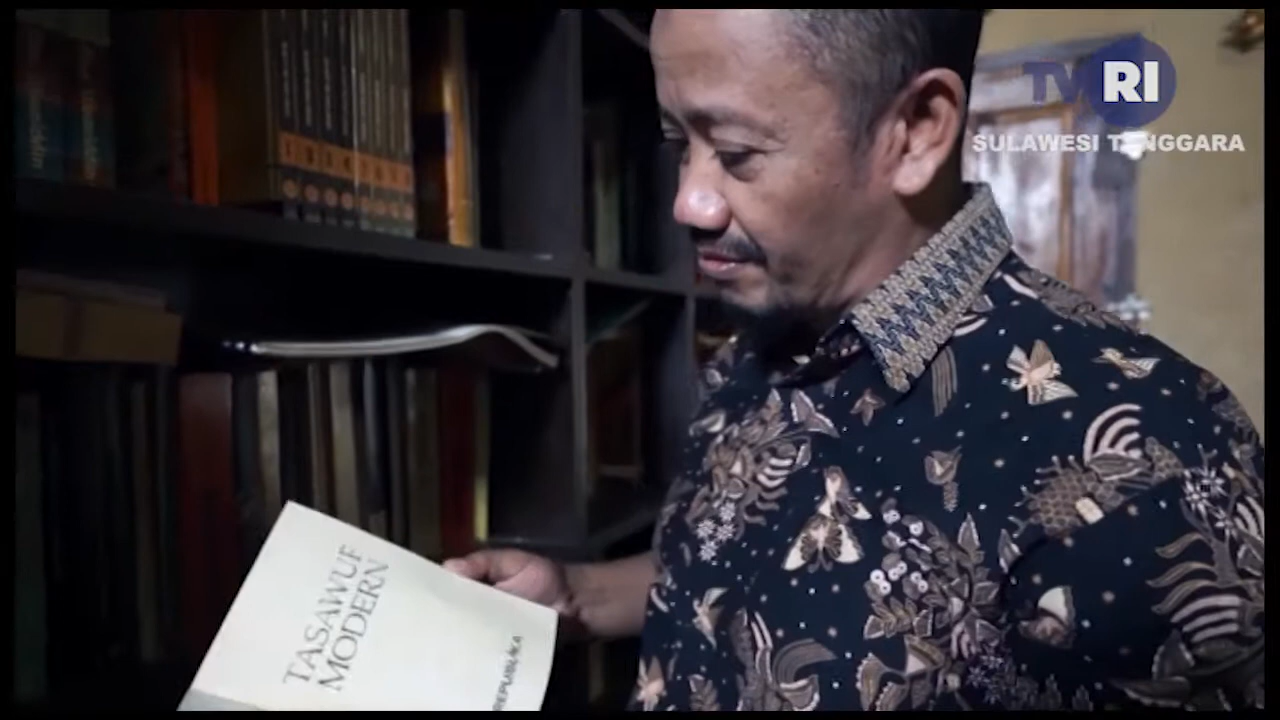 TVRI
SULAWESI TENGGARA
TASAWUF
MODERN
REPUBLIKA